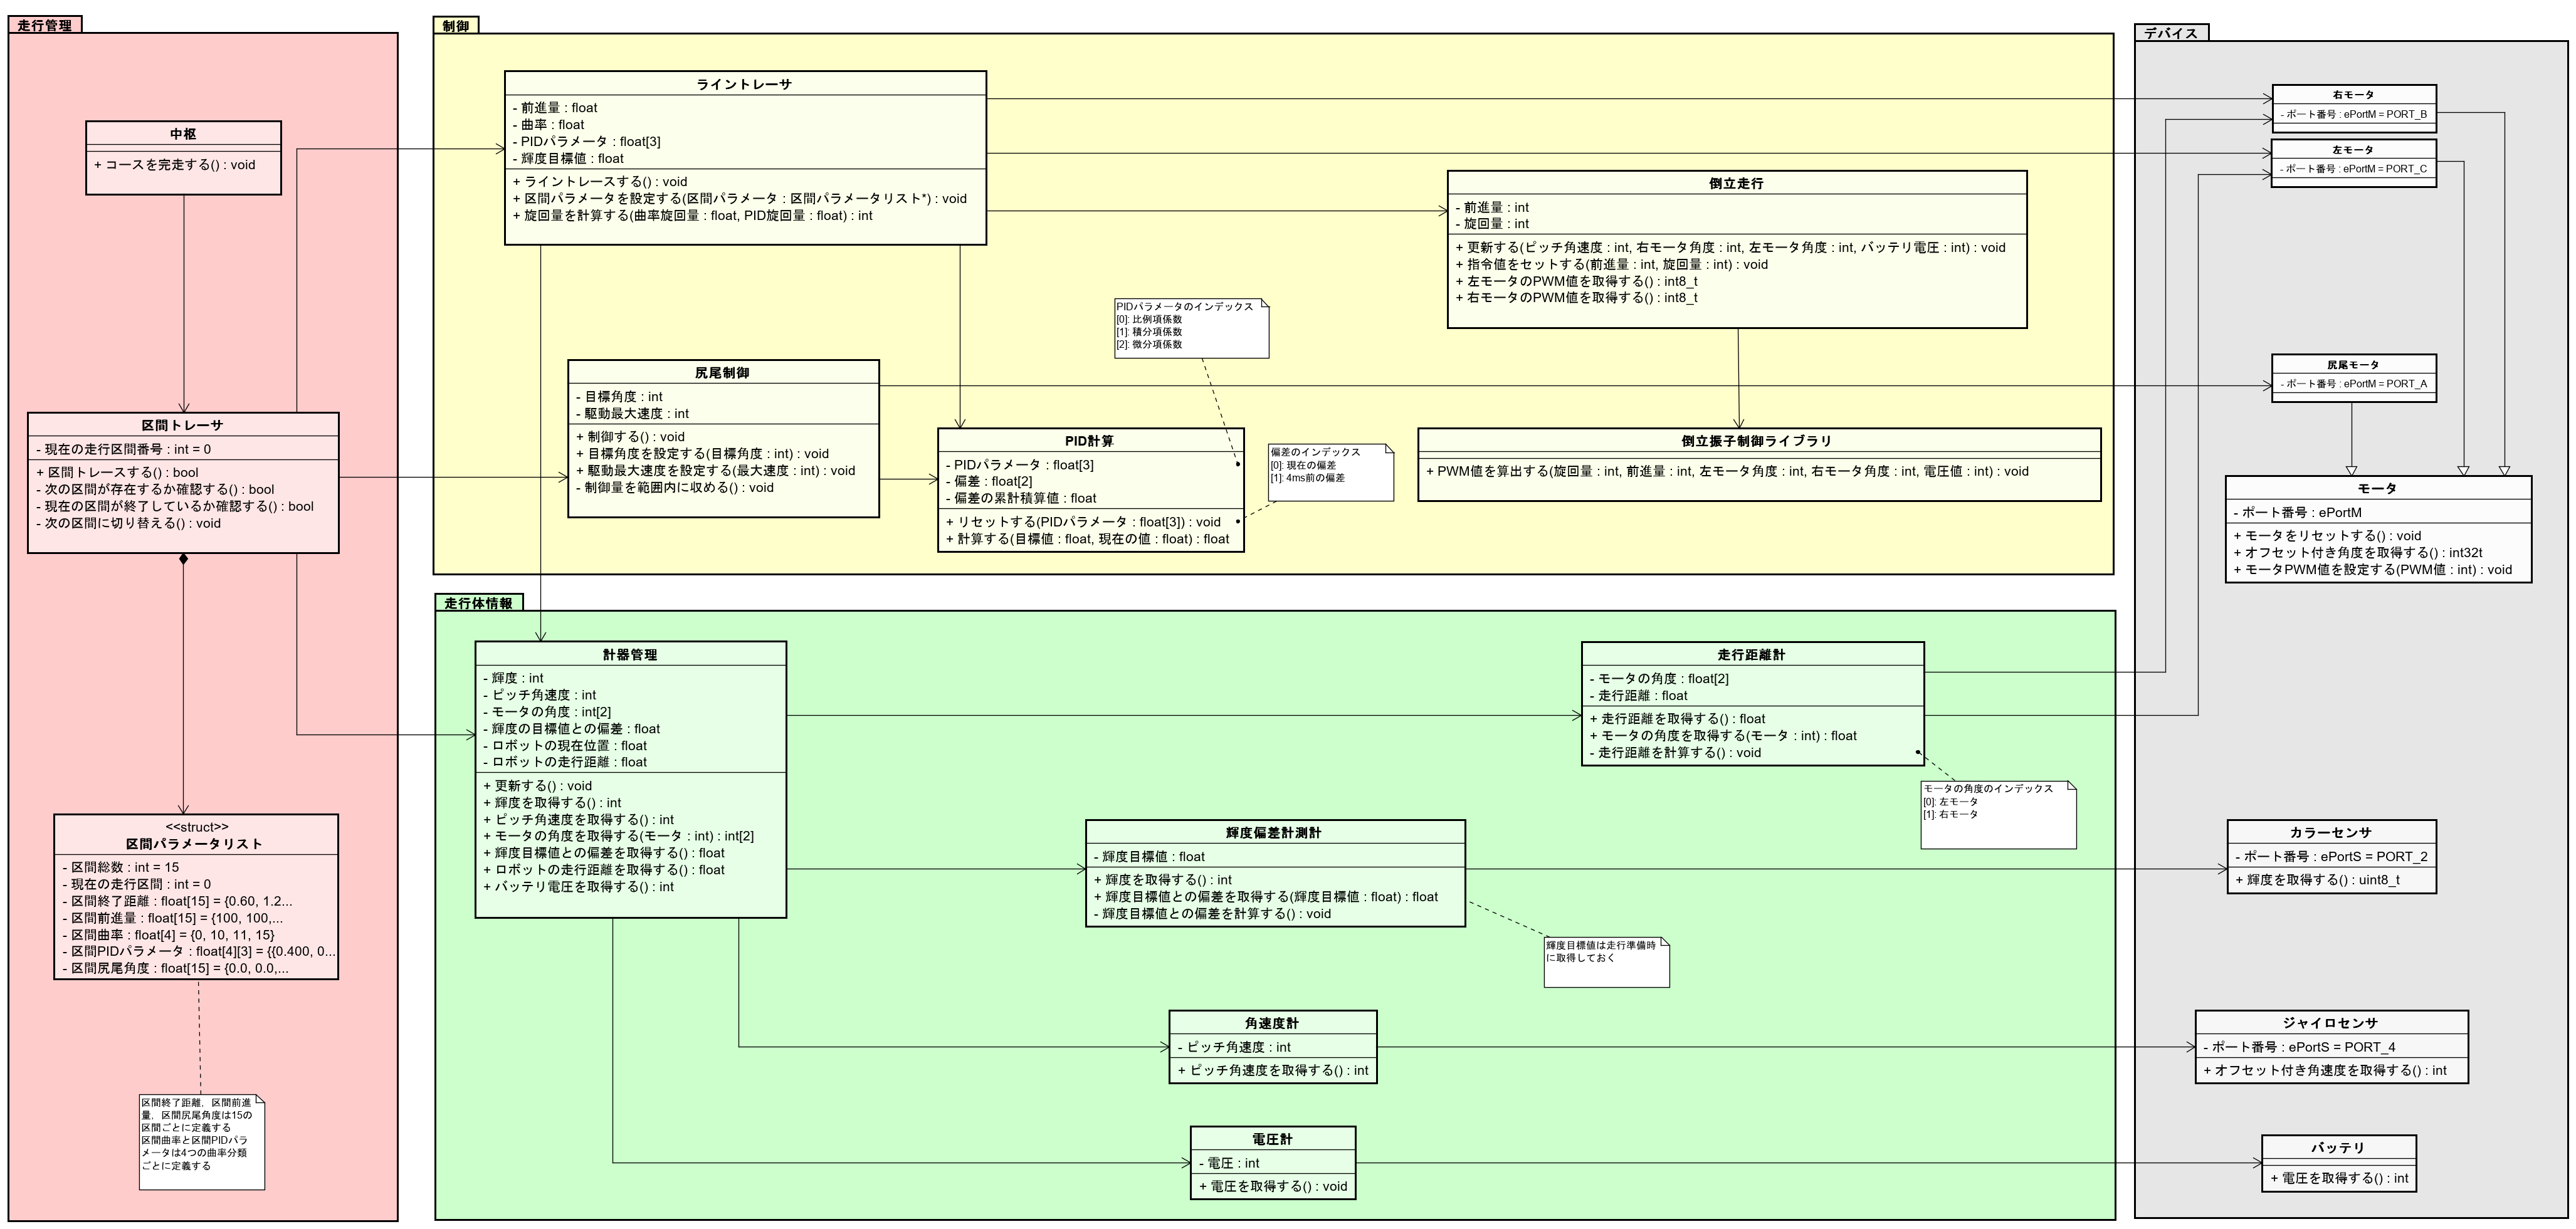 走行管理
中枢
+ コースを完走する() : void
区間トレーサ
- 現在の走行区間番号 : int = 0
+ 区間トレースする() : bool
- 次の区間が存在するか確認する() : bool
- 現在の区間が終了しているか確認する() : bool
- 次の区間に切り替える() : void
<<struct>>
区間パラメータリスト
- 区間総数 : int = 15
- 現在の走行区間 : int = 0
- 区間終了距離 : float[15] = {0.60, 1.2...
- 区間前進量 : float[15] = {100, 100,...
- 区間曲率 : float[4] = {0, 10, 11, 15}
- 区間PIDパラメータ : float[4][3] = {{0.400, 0...
- 区間尻尾角度 : float[15] = {0.0, 0.0,...
区間終了距離，区間前進
量，区間尻尾角度は15の
区間ごとに定義する
区間曲率と区間PIDパラ
メータは4つの曲率分類
ごとに定義する
制御
ライントレーサ
- 前進量 : float
- 曲率 : float
- PIDパラメータ : float[3]
- 輝度目標値 : float
+ ライントレースする() : void
+ 区間パラメータを設定する(区間パラメータ : 区間パラメータリスト*) : void
+ 旋回量を計算する(曲率旋回量 : float, PID旋回量 : float) : int
倒立走行
- 前進量 : int
- 旋回量 : int
+ 更新する(ピッチ角速度 : int, 右モータ角度 : int, 左モータ角度 : int, バッテリ電圧 : int) : void
+ 指令値をセットする(前進量 : int, 旋回量 : int) : void
+ 左モータのPWM値を取得する() : int8_t
+ 右モータのPWM値を取得する() : int8_t
PIDパラメータのインデックス
[0]: 比例項係数
[1]: 積分項係数
[2]: 微分項係数
尻尾制御
- 目標角度 : int
- 駆動最大速度 : int
+ 制御する() : void
+ 目標角度を設定する(目標角度 : int) : void
+ 駆動最大速度を設定する(最大速度 : int) : void
- 制御量を範囲内に収める() : void
PID計算
- PIDパラメータ : float[3]
- 偏差 : float[2]
- 偏差の累計積算値 : float
+ リセットする(PIDパラメータ : float[3]) : void
+ 計算する(目標値 : float, 現在の値 : float) : float
偏差のインデックス
[0]: 現在の偏差
[1]: 4ms前の偏差
倒立振子制御ライブラリ
+ PWM値を算出する(旋回量 : int, 前進量 : int, 左モータ角度 : int, 右モータ角度 : int, 電圧値 : int) : void
走行体情報
計器管理
- 輝度 : int
- ピッチ角速度 : int
- モータの角度 : int[2]
- 輝度の目標値との偏差 : float
- ロボットの現在位置 : float
- ロボットの走行距離 : float
+ 更新する() : void
+ 輝度を取得する() : int
+ ピッチ角速度を取得する() : int
+ モータの角度を取得する(モータ : int) : int[2]
+ 輝度目標値との偏差を取得する() : float
+ ロボットの走行距離を取得する() : float
+ バッテリ電圧を取得する() : int
走行距離計
- モータの角度 : float[2]
- 走行距離 : float
+ 走行距離を取得する() : float
+ モータの角度を取得する(モータ : int) : float
- 走行距離を計算する() : void
モータの角度のインデックス
[0]: 左モータ
[1]: 右モータ
輝度偏差計測計
- 輝度目標値 : float
+ 輝度を取得する() : int
+ 輝度目標値との偏差を取得する(輝度目標値 : float) : float
- 輝度目標値との偏差を計算する() : void
輝度目標値は走行準備時
に取得しておく
角速度計
- ピッチ角速度 : int
+ ピッチ角速度を取得する() : int
電圧計
- 電圧 : int
+ 電圧を取得する() : void
デバイス
右モータ
- ポート番号 : ePortM = PORT_B
左モータ
- ポート番号 : ePortM = PORT_C
尻尾モータ
- ポート番号 : ePortM = PORT_A
モータ
- ポート番号 : ePortM
+ モータをリセットする() : void
+ オフセット付き角度を取得する() : int32t
+ モータPWM値を設定する(PWM値 : int) : void
カラーセンサ
- ポート番号 : ePortS = PORT_2
+ 輝度を取得する() : uint8_t
ジャイロセンサ
- ポート番号 : ePortS = PORT_4
+ オフセット付き角速度を取得する() : int
バッテリ
+ 電圧を取得する() : int